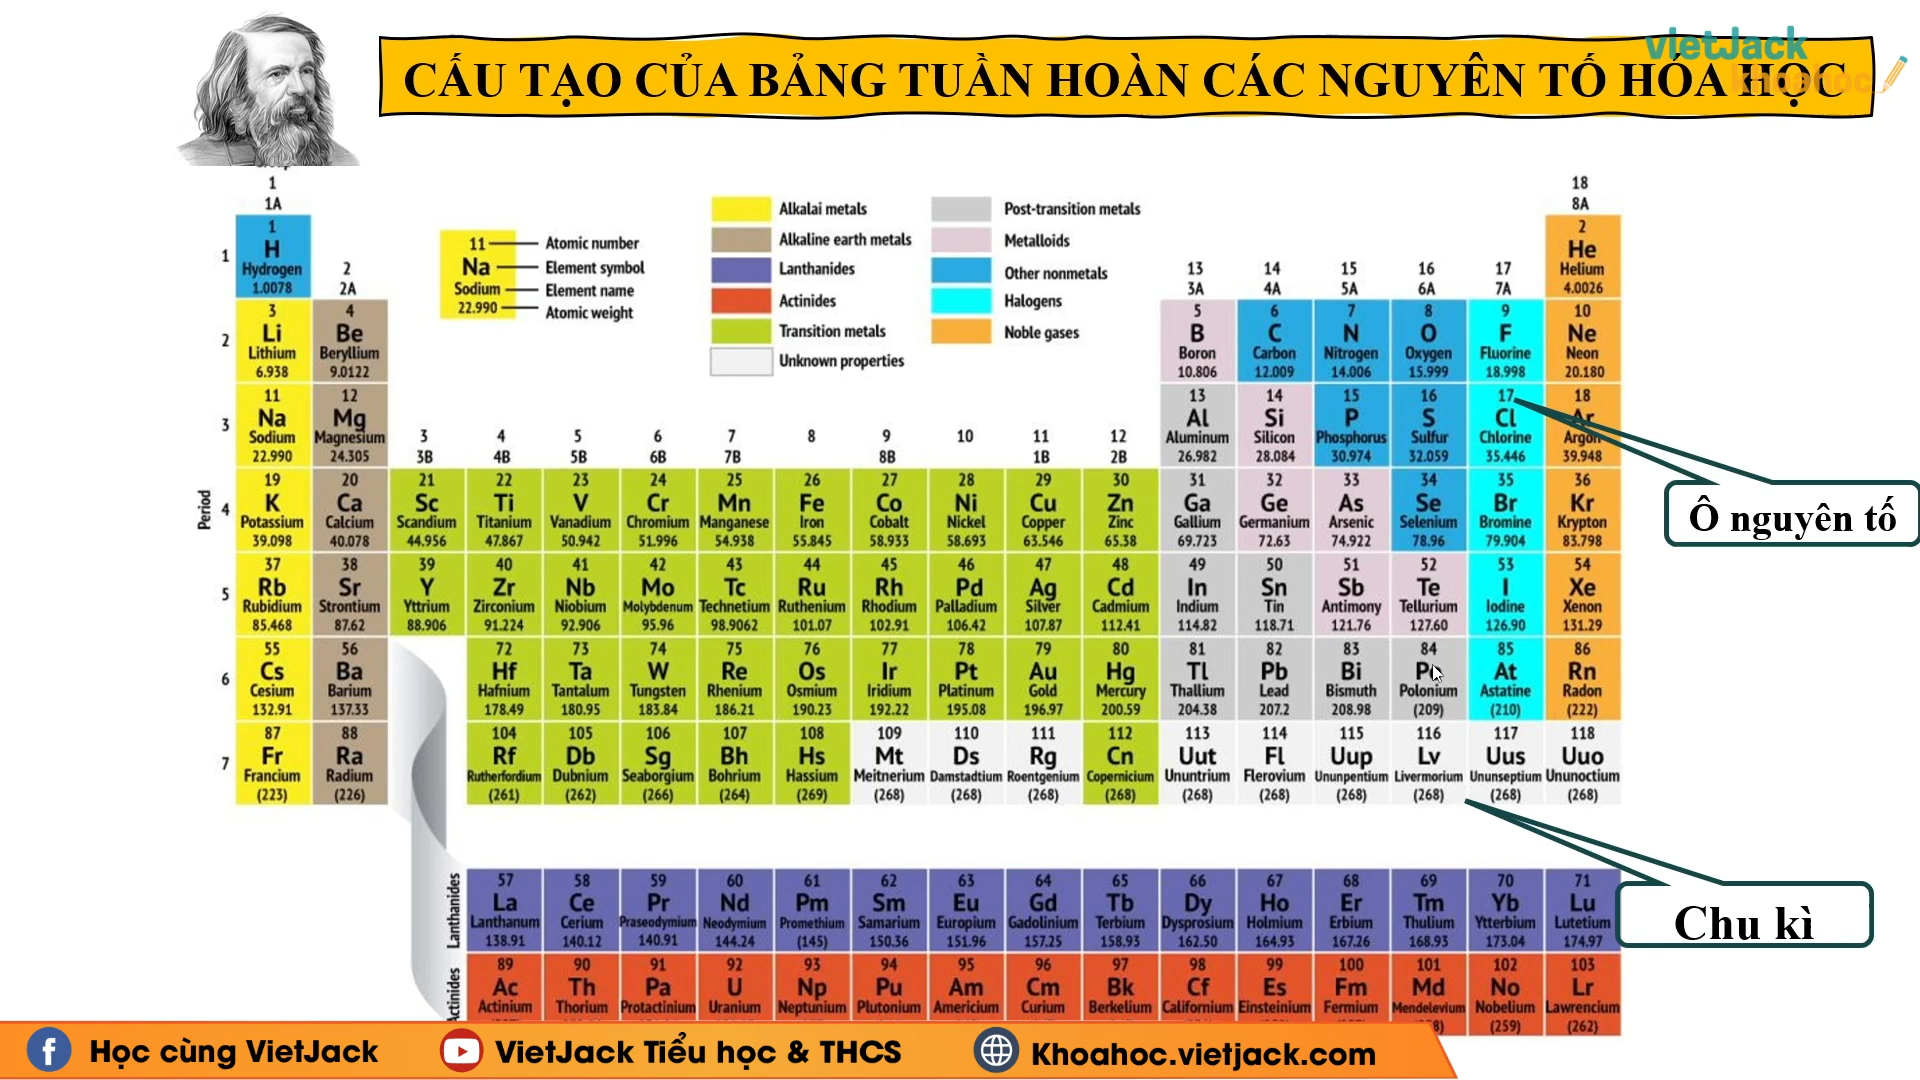 vietJack
khoahoc
CẤU TẠO CỦA BẢNG TUẦN HOÀN CÁC NGUYÊN TỐ HÓA HỌC
1 18
1A 8A
11 Atomic number
Na Element symbol
Sodium Element name
22.990 Atomic weight
Alkalai metals
Alkaline earth metals
Lanthanides
Actinides
Transition metals
Unknown properties
Post-transition metals
Metalloids
Other nonmetals
Halogens
Noble gases
Period
1 2
H He
1 Hydrogen Helium
1.0078 4.0026
2 13 14 15 16 17
2A 3A 4A 5A 6A 7A
3 4 5 6 7 8 9 10
Li Be B C N O F Ne
2 Lithium Beryllium Boron Carbon Nitrogen Oxygen Fluorine Neon
6.938 9.0122 10.806 12.009 14.006 15.999 18.998 20.180
11 12 13 14 15 16 17 18
Na Mg Al Si P S Cl Ar
3 Sodium Magnesium Aluminum Silicon Phosphorus Sulfur Chlorine Argon
22.990 24.305 26.982 28.084 30.974 32.059 35.446 39.948
3 4 5 6 7 8 9 10 11 12
3B 4B 5B 6B 7B 8B 1B 2B
19 20 21 22 23 24 25 26 27 28 29 30 31 32 33 34 35 36
K Ca Sc Ti V Cr Mn Fe Co Ni Cu Zn Ga Ge As Se Br Kr
4 Potassium Calcium Scandium Titanium Vanadium Chromium Manganese Iron Cobalt Nickel Copper Zinc Gallium Germanium Arsenic Selenium Bromine Krypton
39.098 40.078 44.956 47.867 50.942 51.996 54.938 55.845 58.933 58.693 63.546 65.38 69.723 72.63 74.922 78.96 79.904 83.798
37 38 39 40 41 42 43 44 45 46 47 48 49 50 51 52 53 54
Rb Sr Y Zr Nb Mo Tc Ru Rh Pd Ag Cd In Sn Sb Te I Xe
5 Rubidium Strontium Yttrium Zirconium Niobium Molybdenum Technetium Ruthenium Rhodium Palladium Silver Cadmium Indium Tin Antimony Tellurium Iodine Xenon
85.468 87.62 88.906 91.224 92.906 95.96 98.9062 101.07 102.91 106.42 107.87 112.41 114.82 118.71 121.76 127.60 126.90 131.29
55 56 72 73 74 75 76 77 78 79 80 81 82 83 84 85 86
Cs Ba Hf Ta W Re Os Ir Pt Au Hg Tl Pb Bi Po At Rn
6 Cesium Barium Hafnium Tantalum Tungsten Rhenium Osmium Iridium Platinum Gold Mercury Thallium Lead Bismuth Polonium Astatine Radon
132.91 137.33 178.49 180.95 183.84 186.21 190.23 192.22 195.08 196.97 200.59 204.38 207.2 208.98 (209) (210) (222)
87 88 104 105 106 107 108 109 110 111 112 113 114 115 116 117 118
Fr Ra Rf Db Sg Bh Hs Mt Ds Rg Cn Uut Fl Uup Lv Uus Uuo
7 Francium Radium Rutherfordium Dubnium Seaborgium Bohrium Hassium Meitnerium Damstadtium Roentgenium Copernicium Ununtrium Flerovium Ununpentium Livermorium Ununseptium Ununoctium
(223) (226) (261) (262) (266) (264) (269) (268) (268) (268) (268) (268) (268) (268) (268) (268) (268)
Ô nguyên tố
Chu kì
Lanthanides
57 58 59 60 61 62 63 64 65 66 67 68 69 70 71
La Ce Pr Nd Pm Sm Eu Gd Tb Dy Ho Er Tm Yb Lu
Lanthanum Cerium Praseodymium Neodymium Promethium Samarium Europium Gadolinium Terbium Dysprosium Holmium Erbium Thulium Ytterbium Lutetium
138.91 140.12 140.91 144.24 (145) 150.36 151.96 157.25 158.93 162.50 164.93 167.26 168.93 173.04 174.97
Actinides
89 90 91 92 93 94 95 96 97 98 99 100 101 102 103
Ac Th Pa U Np Pu Am Cm Bk Cf Es Fm Md No Lr
Actinium Thorium Protactinium Uranium Neptunium Plutonium Americium Curium Berkelium Californium Einsteinium Fermium Mendelevium Nobelium Lawrencium
(259) (262)
Học cùng VietJack
VietJack Tiểu học & THCS
Khoahoc.vietjack.com